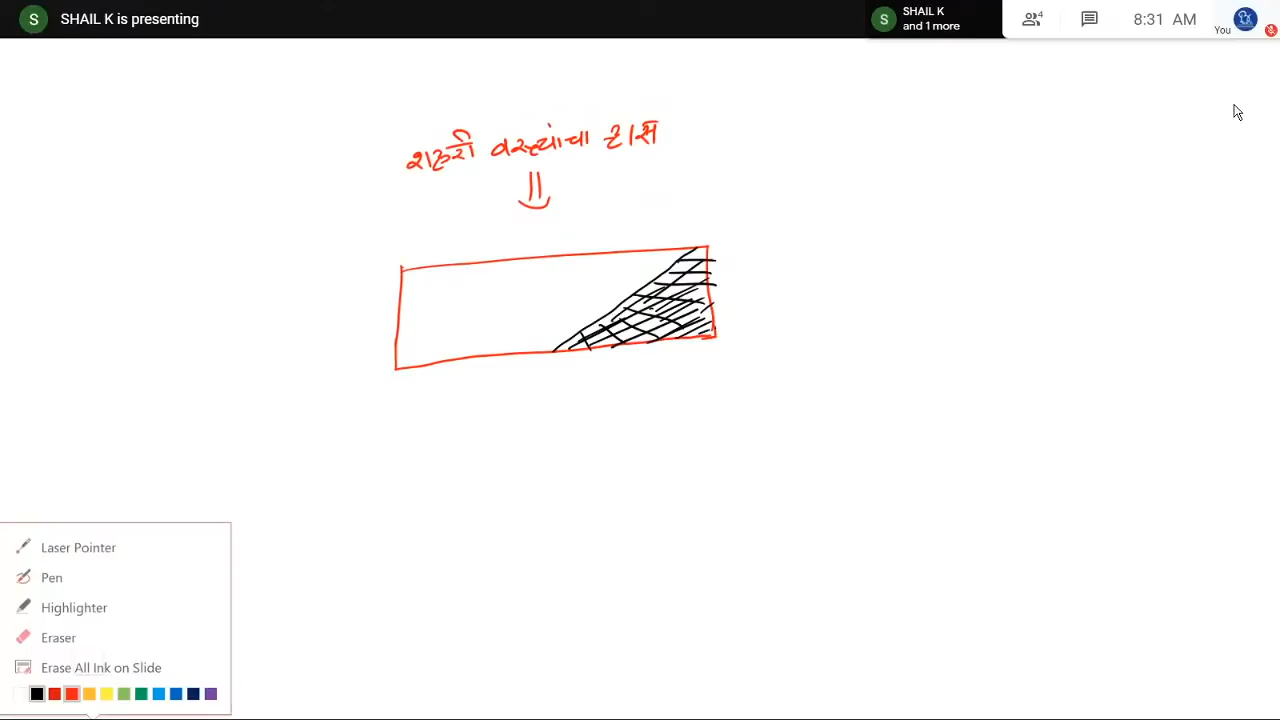 S SHAIL K is presenting
S SHAIL K
and 1 more
4
8:31 AM
You
शहरी वस्त्यांचा
Laser Pointer
Pen
Highlighter
Eraser
Erase All Ink on Slide